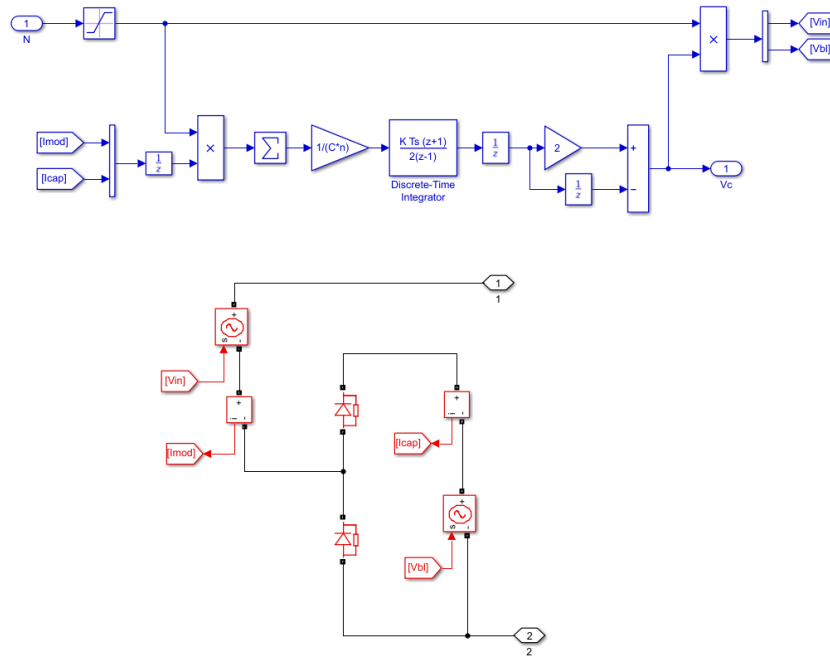 1
N
×
[Vin]
[Vbl]
[Imod]
[Icap]
1
z
×
∑
1/(C*n)
K Ts (z+1)
2(z-1)
Discrete-Time
Integrator
1
z
2
1
z
+
−
1
Vc
1
1
+
s
-
[Vin]
+
i
-
[Imod]
+
i
-
[Icap]
+
s
-
[Vbl]
2
2